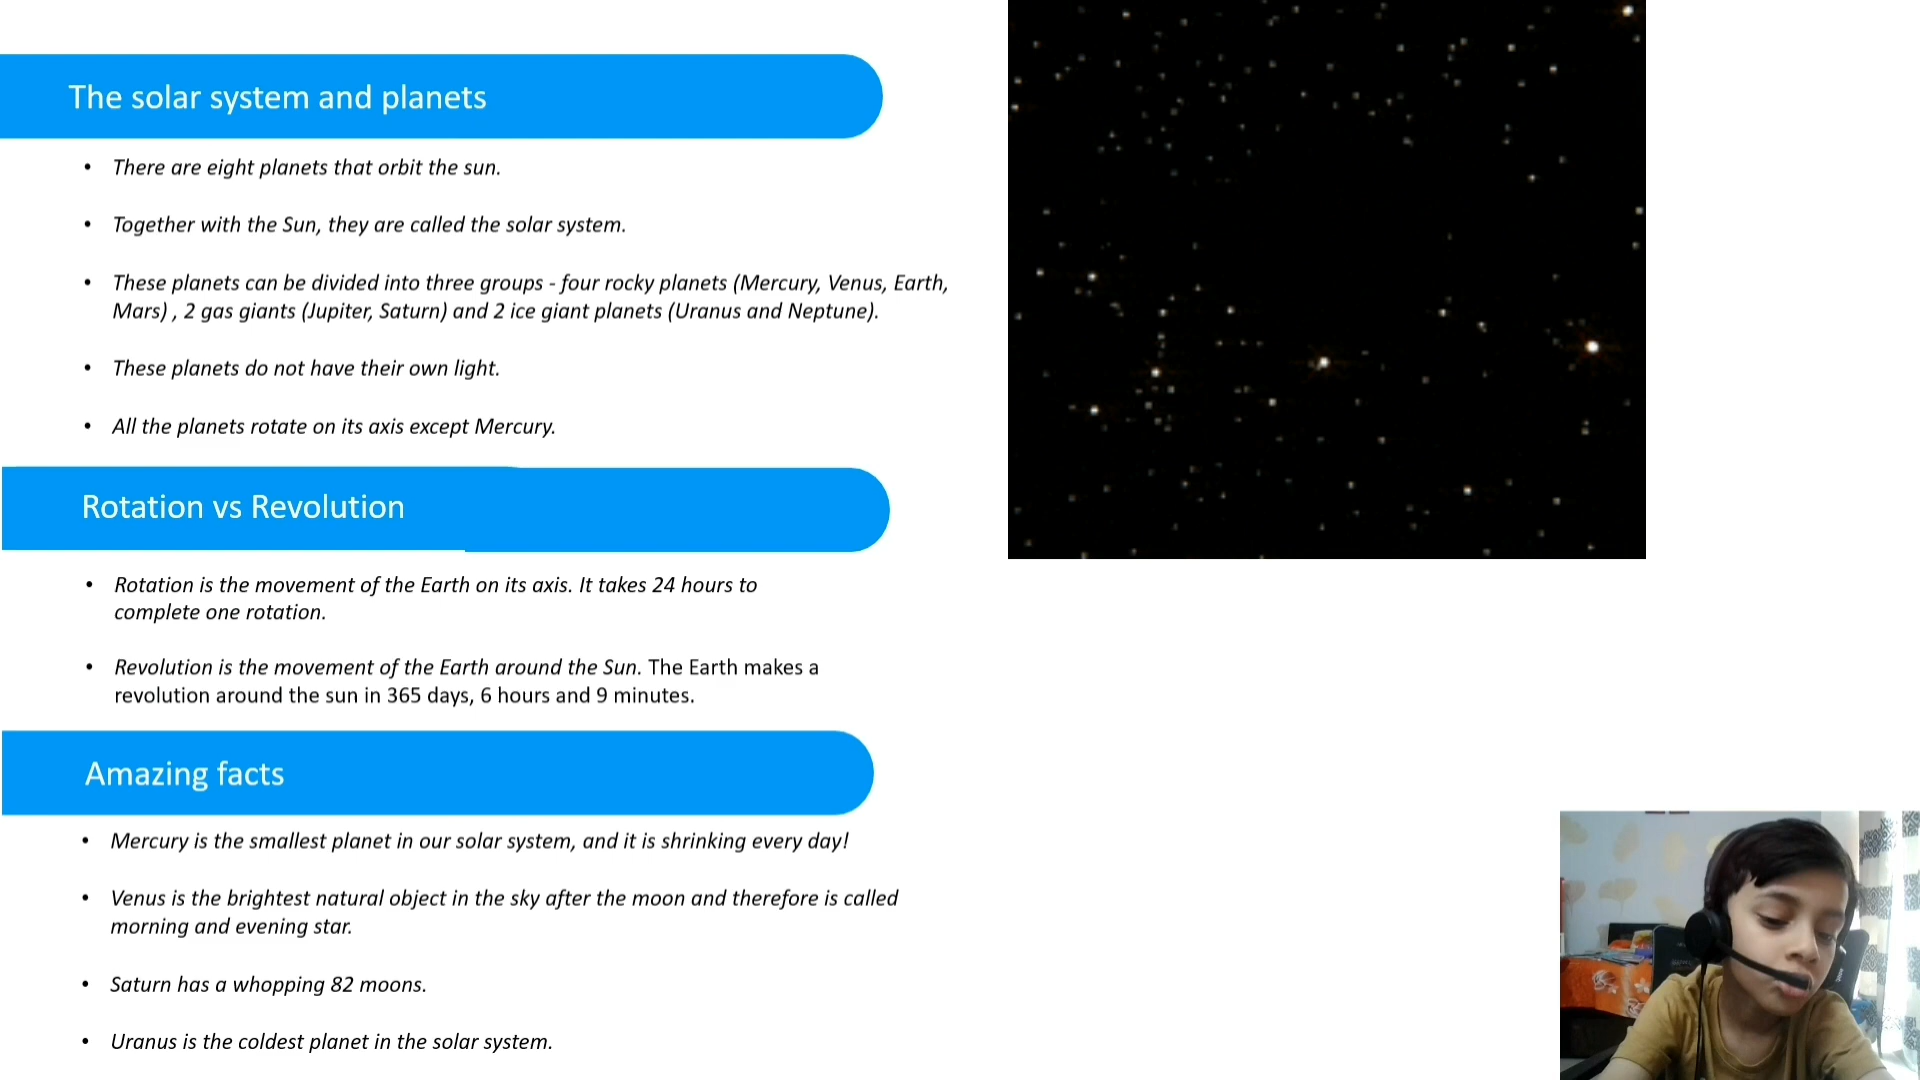 The solar system and planets
• There are eight planets that orbit the sun.
• Together with the Sun, they are called the solar system.
• These planets can be divided into three groups - four rocky planets (Mercury, Venus, Earth,
Mars) , 2 gas giants (Jupiter, Saturn) and 2 ice giant planets (Uranus and Neptune).
• These planets do not have their own light.
• All the planets rotate on its axis except Mercury.
Rotation vs Revolution
• Rotation is the movement of the Earth on its axis. It takes 24 hours to
complete one rotation.
• Revolution is the movement of the Earth around the Sun. The Earth makes a
revolution around the sun in 365 days, 6 hours and 9 minutes.
Amazing facts
• Mercury is the smallest planet in our solar system, and it is shrinking every day!
• Venus is the brightest natural object in the sky after the moon and therefore is called
morning and evening star.
• Saturn has a whopping 82 moons.
• Uranus is the coldest planet in the solar system.